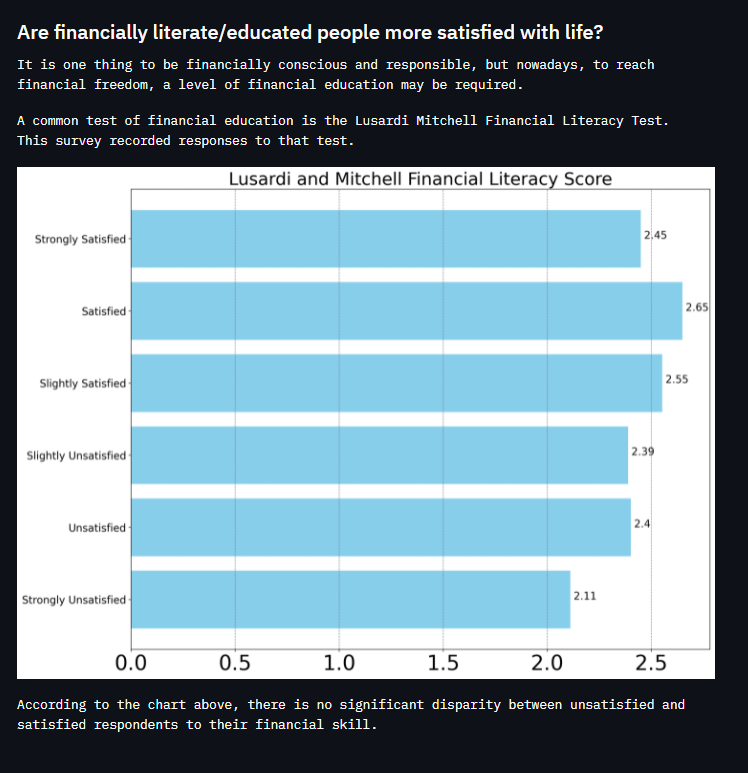 Are financially literate/educated people more satisfied with life?
It is one thing to be financially conscious and responsible, but nowadays, to reach
financial freedom, a level of financial education may be required.
A common test of financial education is the Lusardi Mitchell Financial Literacy Test.
This survey recorded responses to that test.
Lusardi and Mitchell Financial Literacy Score
Strongly Satisfied 2.45
Satisfied 2.65
Slightly Satisfied 2.55
Slightly Unsatisfied 2.39
Unsatisfied 2.4
Strongly Unsatisfied 2.11
0.0 0.5 1.0 1.5 2.0 2.5
According to the chart above, there is no significant disparity between unsatisfied and
satisfied respondents to their financial skill.